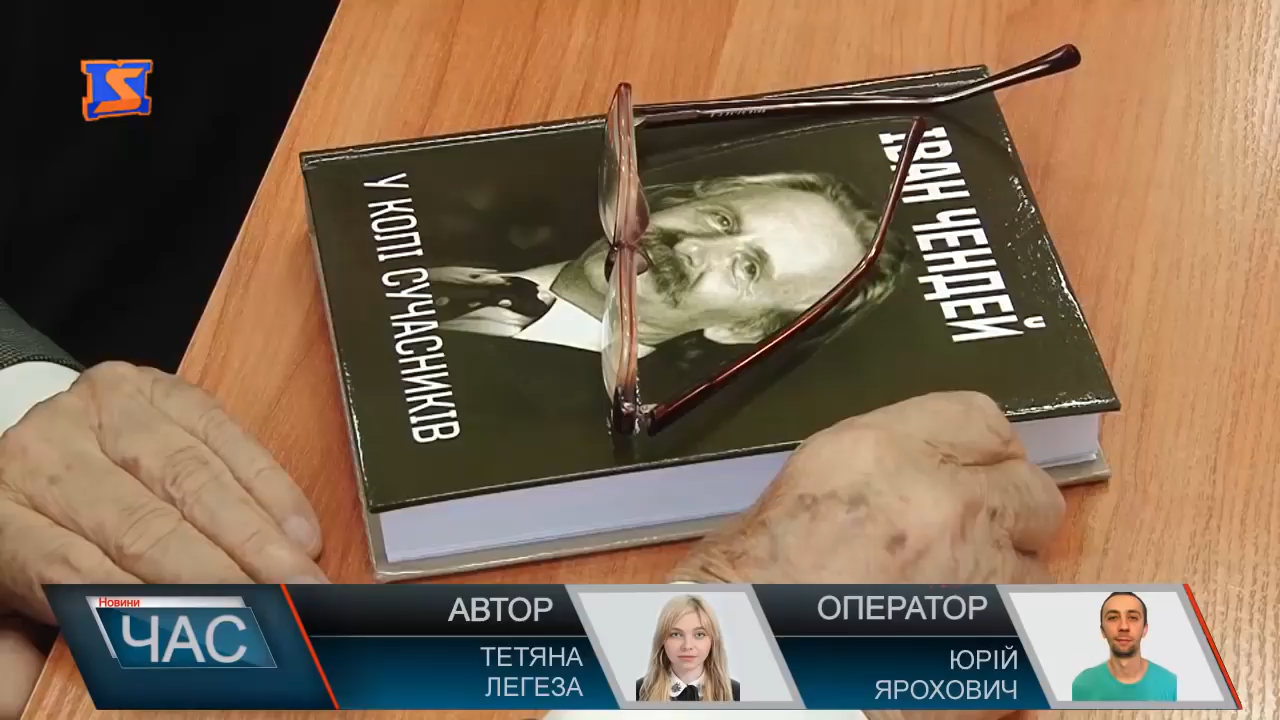 ІВАН ЧЕНДЕЙ
У КОЛІ СУЧАСНИКІВ
Новини
ЧАС
АВТОР
ТЕТЯНА
ЛЕГЕЗА
ОПЕРАТОР
ЮРІЙ
ЯРОХОВИЧ